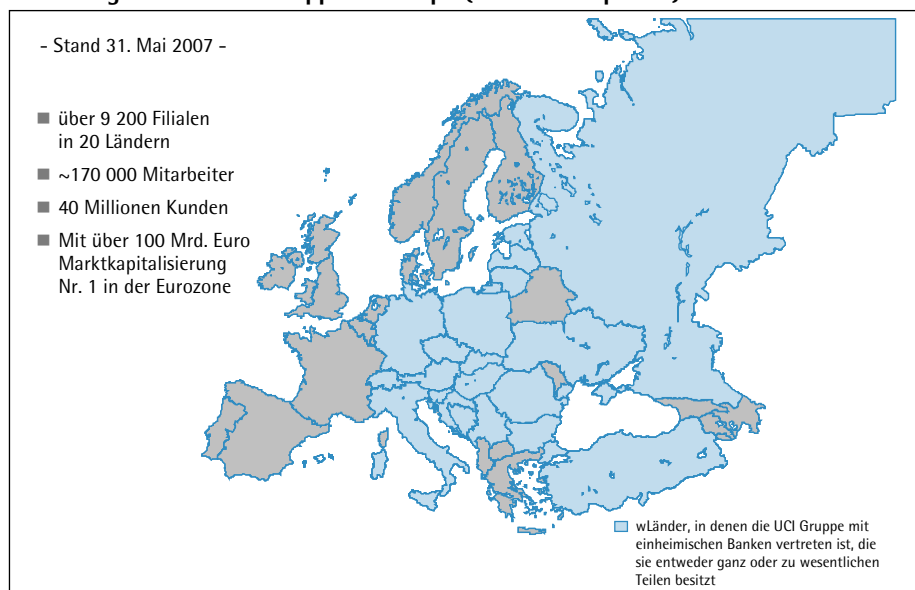 - Stand 31. Mai 2007 -
über 9 200 Filialen
in 20 Ländern
~170 000 Mitarbeiter
40 Millionen Kunden
Mit über 100 Mrd. Euro
Marktkapitalisierung
Nr. 1 in der Eurozone
wLänder, in denen die UCI Gruppe mit
einheimischen Banken vertreten ist, die
sie entweder ganz oder zu wesentlichen
Teilen besitzt